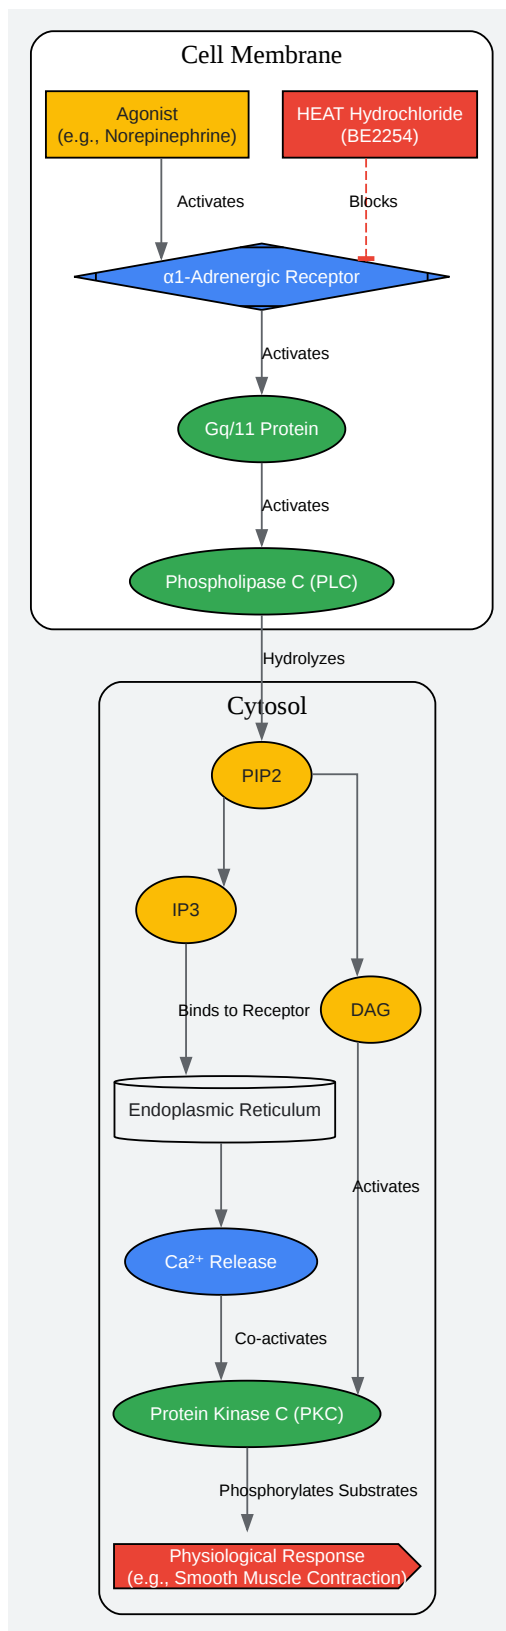 Cell Membrane
Agonist
(e.g., Norepinephrine)
HEAT Hydrochloride
(BE2254)
Activates
Blocks
α1-Adrenergic Receptor
Activates
Gq/11 Protein
Activates
Phospholipase C (PLC)
Hydrolyzes
Cytosol
PIP2
IP3
Binds to Receptor
DAG
Endoplasmic Reticulum
Activates
Ca²⁺ Release
Co-activates
Protein Kinase C (PKC)
Phosphorylates Substrates
Physiological Response
(e.g., Smooth Muscle Contraction)